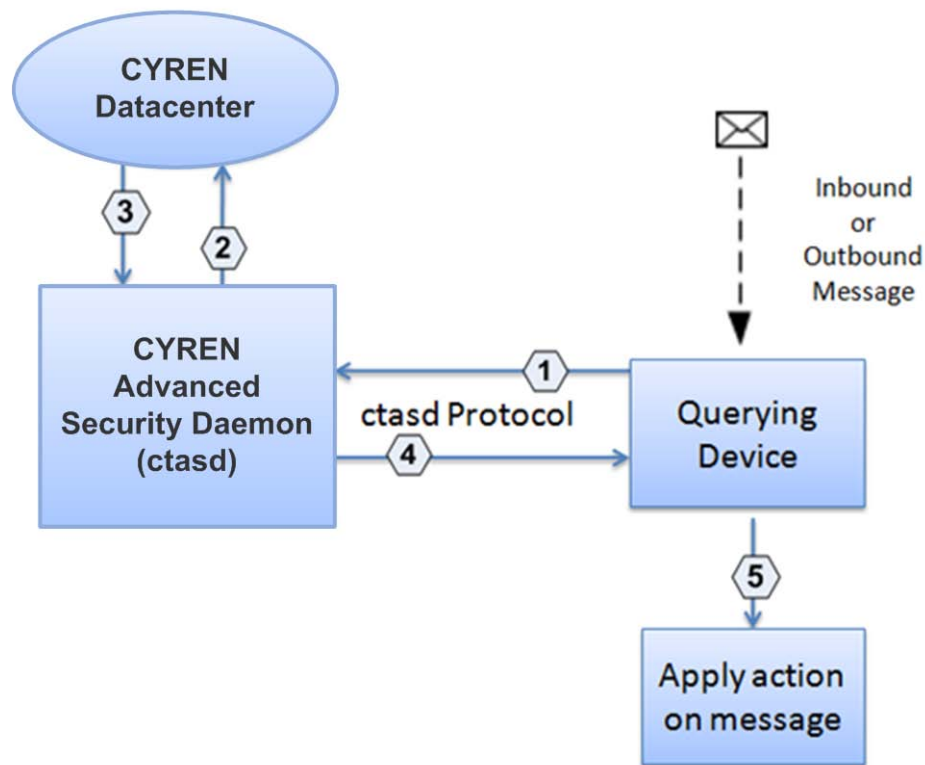 CYREN
Datacenter
3
2
Inbound
or
Outbound
Message
CYREN
Advanced
Security Daemon
(ctasd)
1
ctasd Protocol
4
Querying
Device
5
Apply action
on message